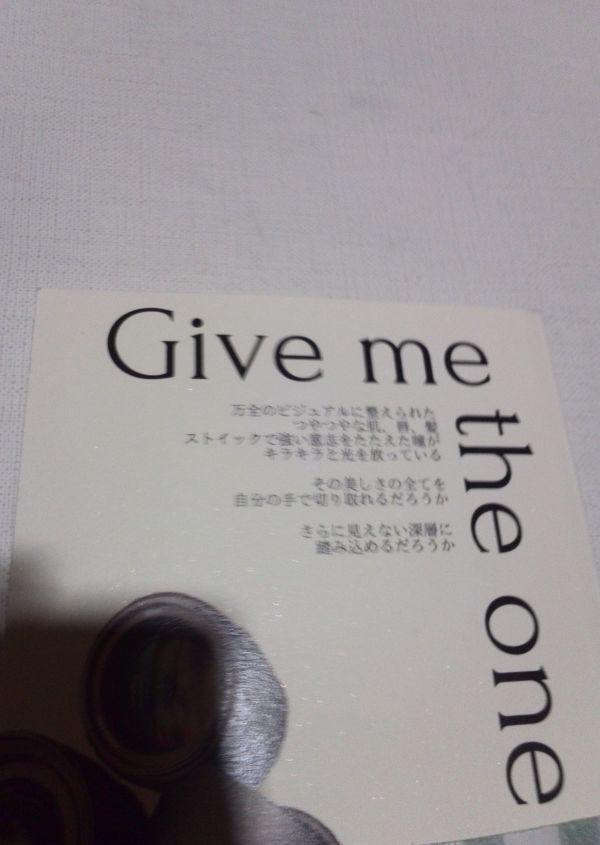 Give me
the one
万全のビジュアルに整えられた
つやつやな肌、唇、髪
ストイックで強い意志をたたえた瞳が
キラキラと光を放っている
その美しさの全てを
自分の手で切り取れるだろうか
さらに見えない深層に
踏み込めるだろうか